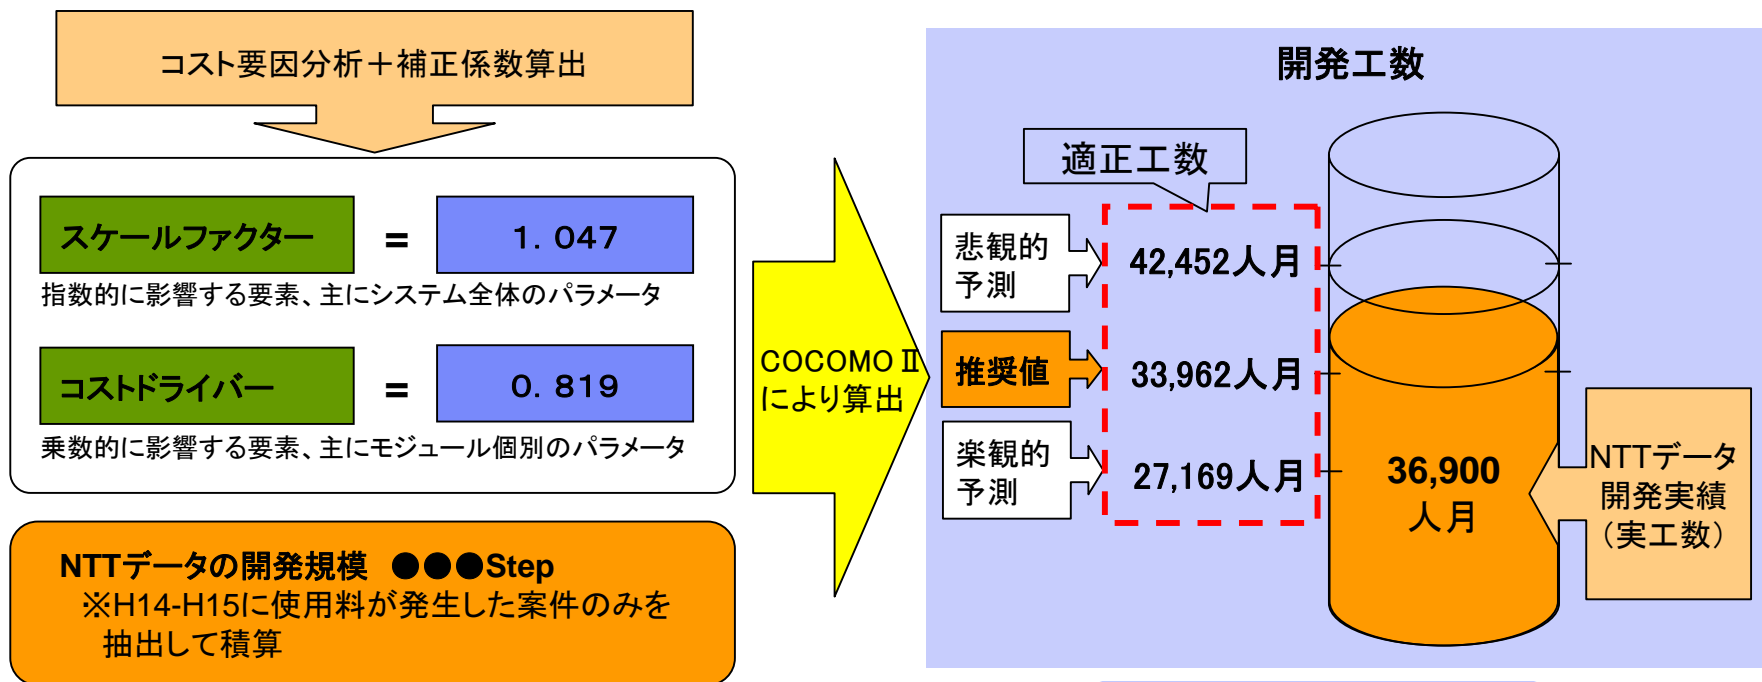 コスト要因分析＋補正係数算出
スケールファクター = １．０４７
指数的に影響する要素、主にシステム全体のパラメータ
コストドライバー = ０．８１９
乗数的に影響する要素、主にモジュール個別のパラメータ
NTTデータの開発規模 ●●●Step
※H14-H15に使用料が発生した案件のみを
抽出して積算
COCOMOⅡ
により算出
開発工数
適正工数
悲観的
予測
42,452人月
推奨値
33,962人月
楽観的
予測
27,169人月
36,900
人月
NTTデータ
開発実績
（実工数）